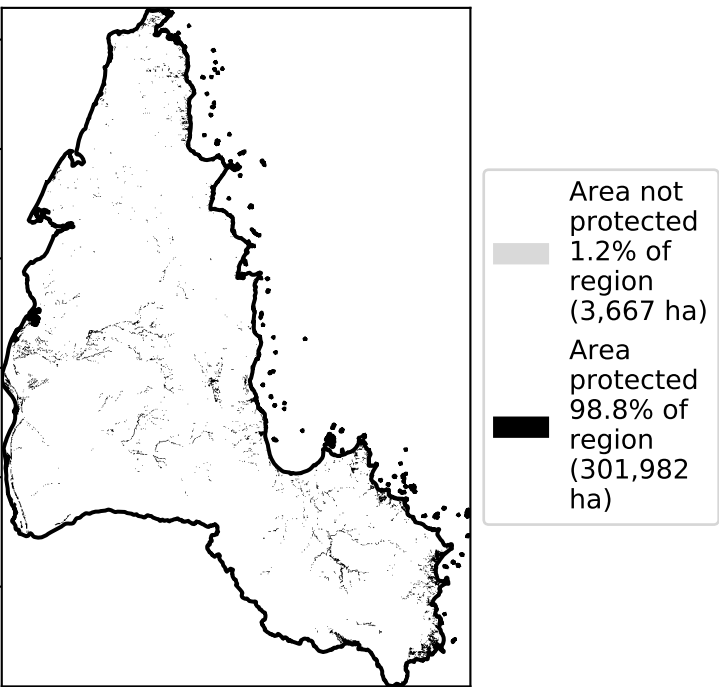 Area not
protected
1.2% of
region
(3,667 ha)
Area
protected
98.8% of
region
(301,982
ha)